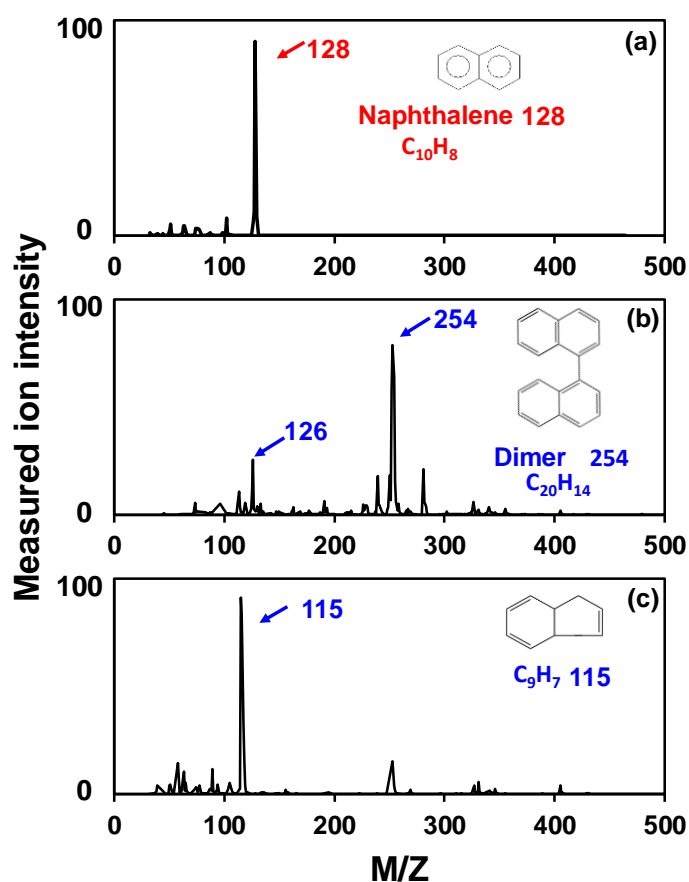 Measured ion intensity
100
(a)
128
Naphthalene 128
C₁₀H₈
0
0 100 200 300 400 500
100
(b)
254
126
Dimer 254
C₂₀H₁₄
0
0 100 200 300 400 500
100
(c)
115
C₉H₇ 115
0
0 100 200 300 400 500
M/Z